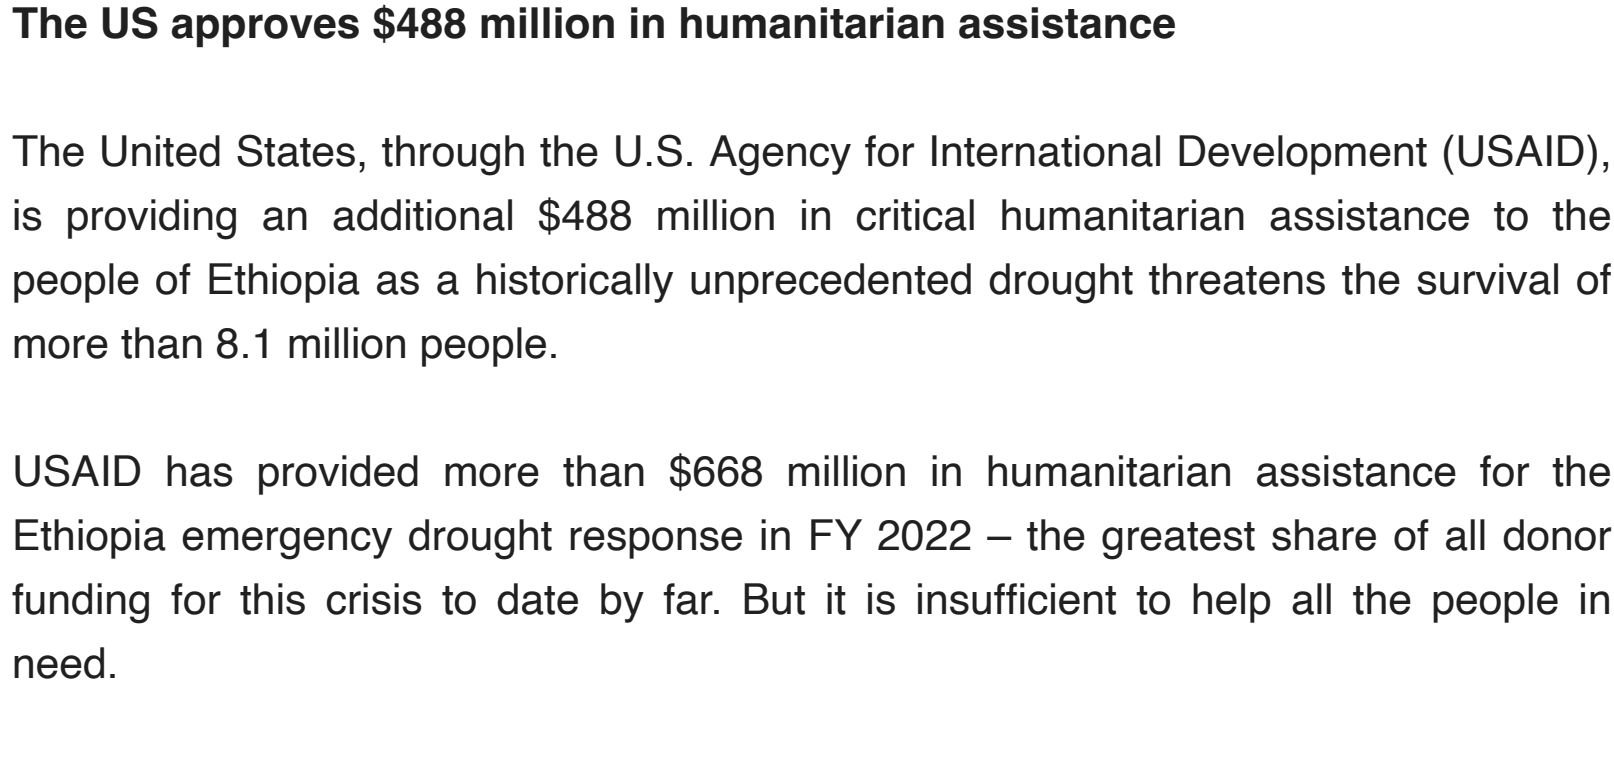 The US approves $488 million in humanitarian assistance
The United States, through the U.S. Agency for International Development (USAID),
is providing an additional $488 million in critical humanitarian assistance to the
people of Ethiopia as a historically unprecedented drought threatens the survival of
more than 8.1 million people.
USAID has provided more than $668 million in humanitarian assistance for the
Ethiopia emergency drought response in FY 2022 – the greatest share of all donor
funding for this crisis to date by far. But it is insufficient to help all the people in
need.